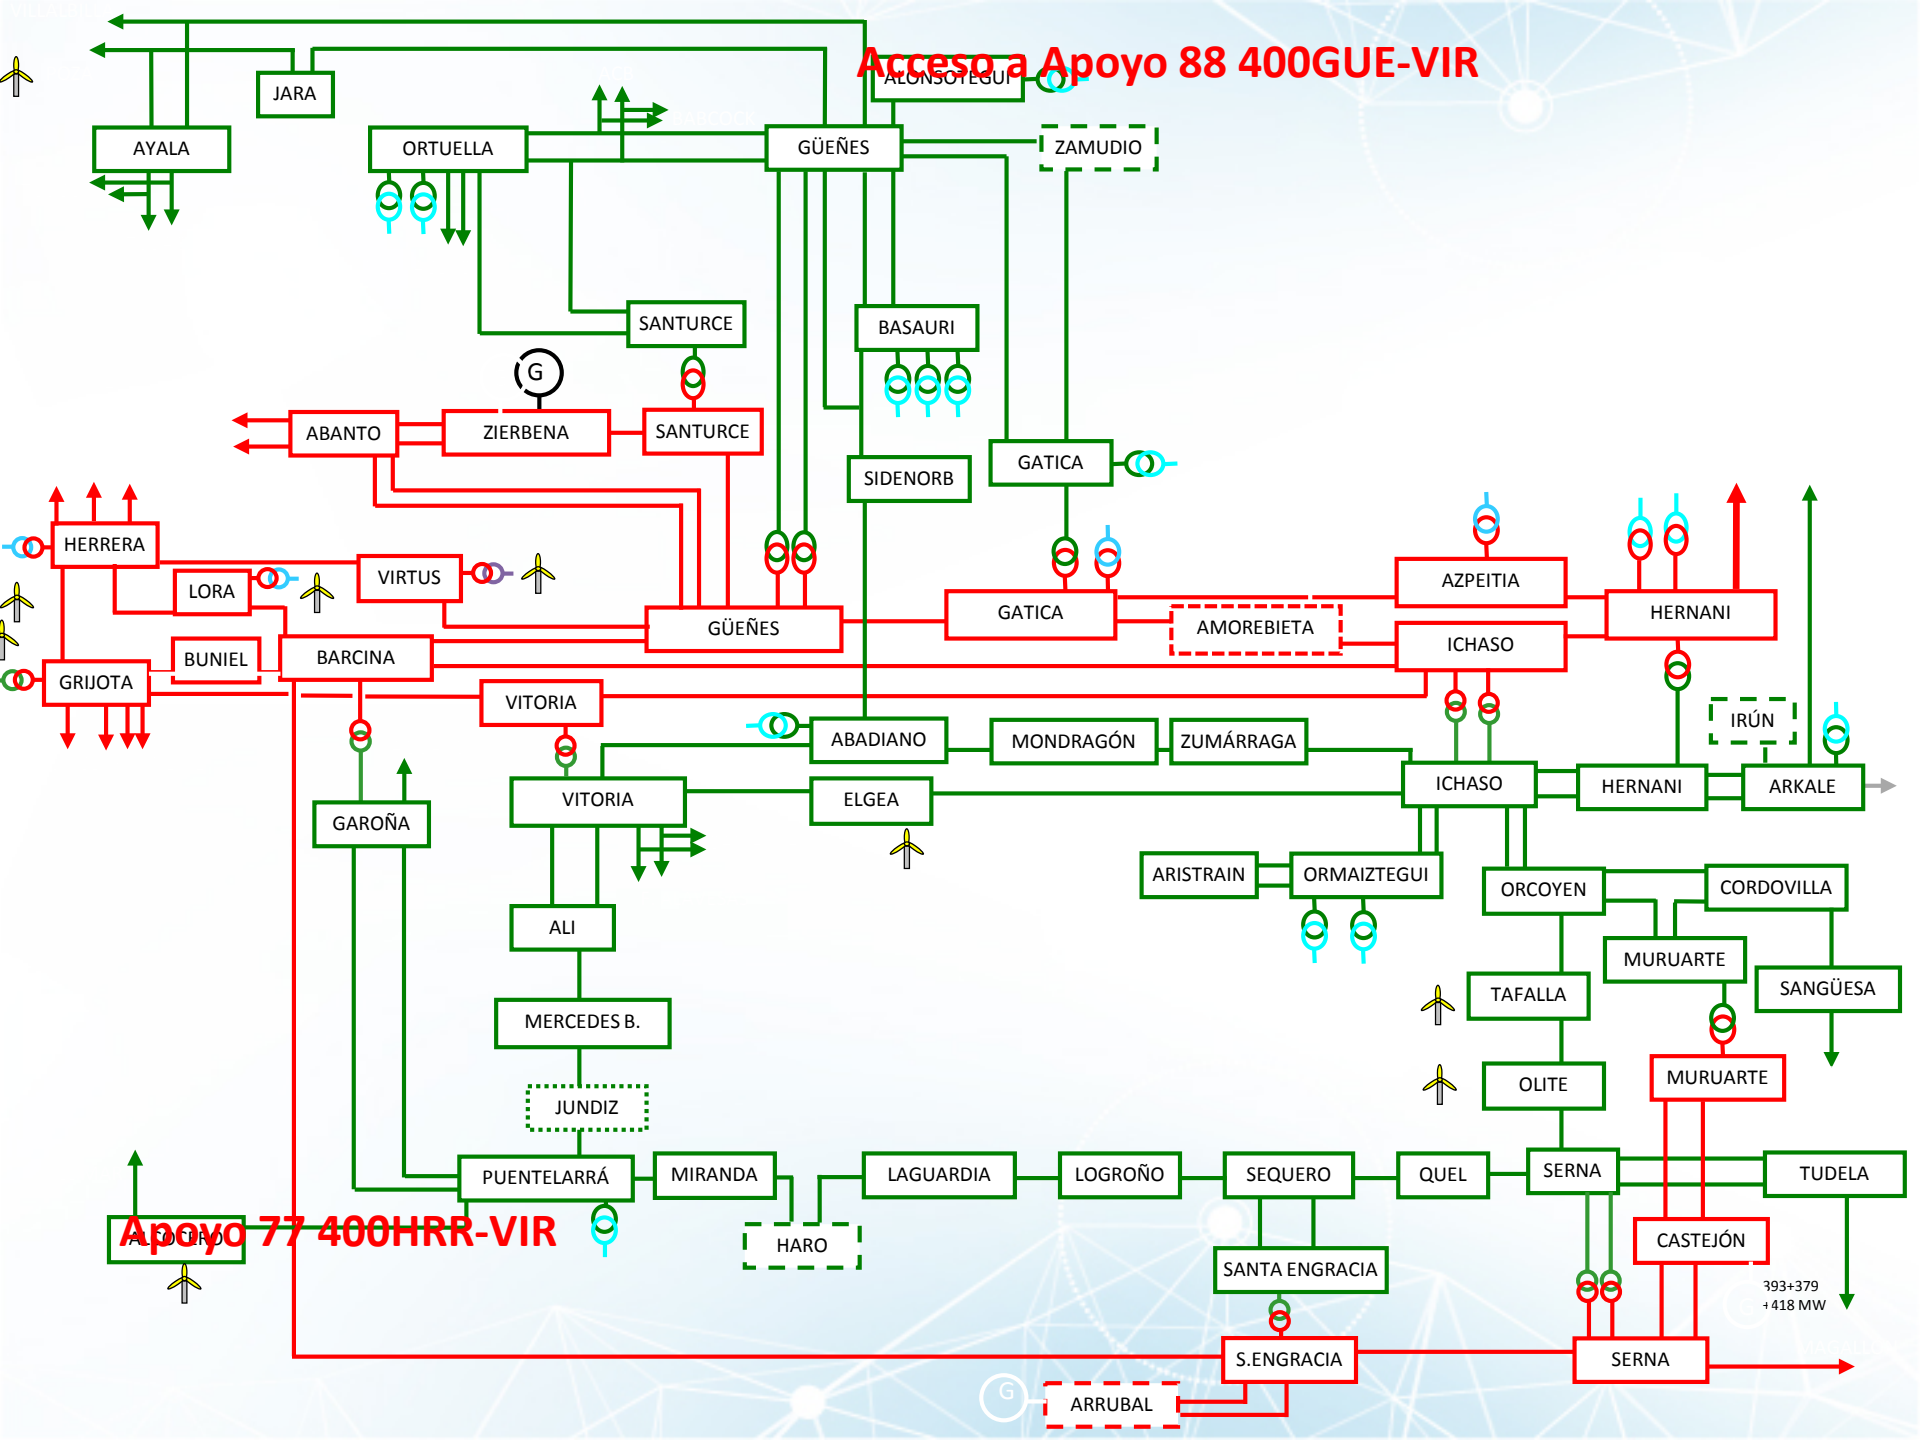 Acceso a Apoyo 88 400GUE-VIR
ALONSOTEGUI
JARA
AYALA
ORTUELLA
GÜEÑES
ZAMUDIO
SANTURCE
BASAURI
G
ABANTO
ZIERBENA
SANTURCE
GATICA
SIDENORB
HERRERA
VIRTUS
LORA
AZPEITIA
GATICA
HERNANI
GÜEÑES
AMOREBIETA
ICHASO
BUNIEL
BARCINA
GRIJOTA
VITORIA
IRÚN
ABADIANO
MONDRAGÓN
ZUMÁRRAGA
ICHASO
HERNANI
ARKALE
VITORIA
ELGEA
GAROÑA
ARISTRAIN
ORMAIZTEGUI
ORCOYEN
CORDOVILLA
ALI
MURUARTE
SANGÜESA
TAFALLA
MERCEDES B.
MURUARTE
OLITE
JUNDIZ
PUENTELARRÁ
MIRANDA
LAGUARDIA
LOGROÑO
SEQUERO
QUEL
SERNA
TUDELA
Apoyo 77 400HRR-VIR
ALCOCERO
HARO
CASTEJÓN
SANTA ENGRACIA
393+379
+418 MW
S.ENGRACIA
SERNA
G
ARRUBAL